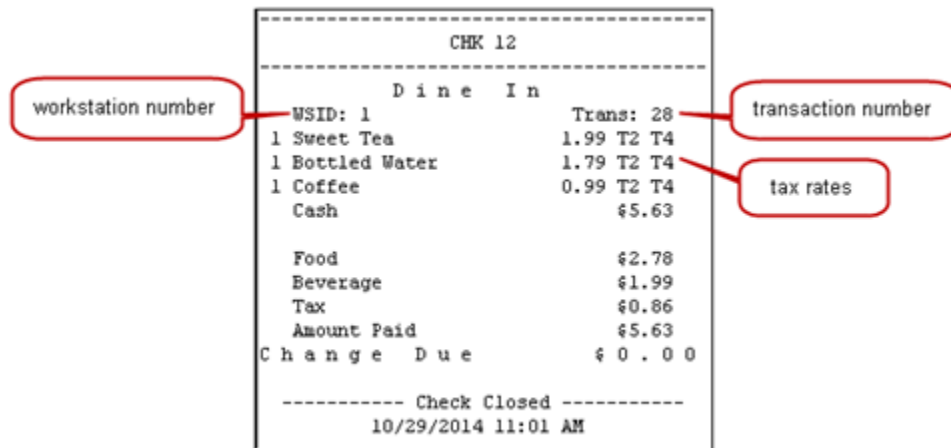 ------------------------------------------
CHK 12
------------------------------------------
Dine In
workstation number
WSID: 1 Trans: 28
transaction number
1 Sweet Tea 1.99 T2 T4
1 Bottled Water 1.79 T2 T4
tax rates
1 Coffee 0.99 T2 T4
Cash $5.63
Food $2.78
Beverage $1.99
Tax $0.86
Amount Paid $5.63
Change Due $0.00
----------- Check Closed -----------
10/29/2014 11:01 AM